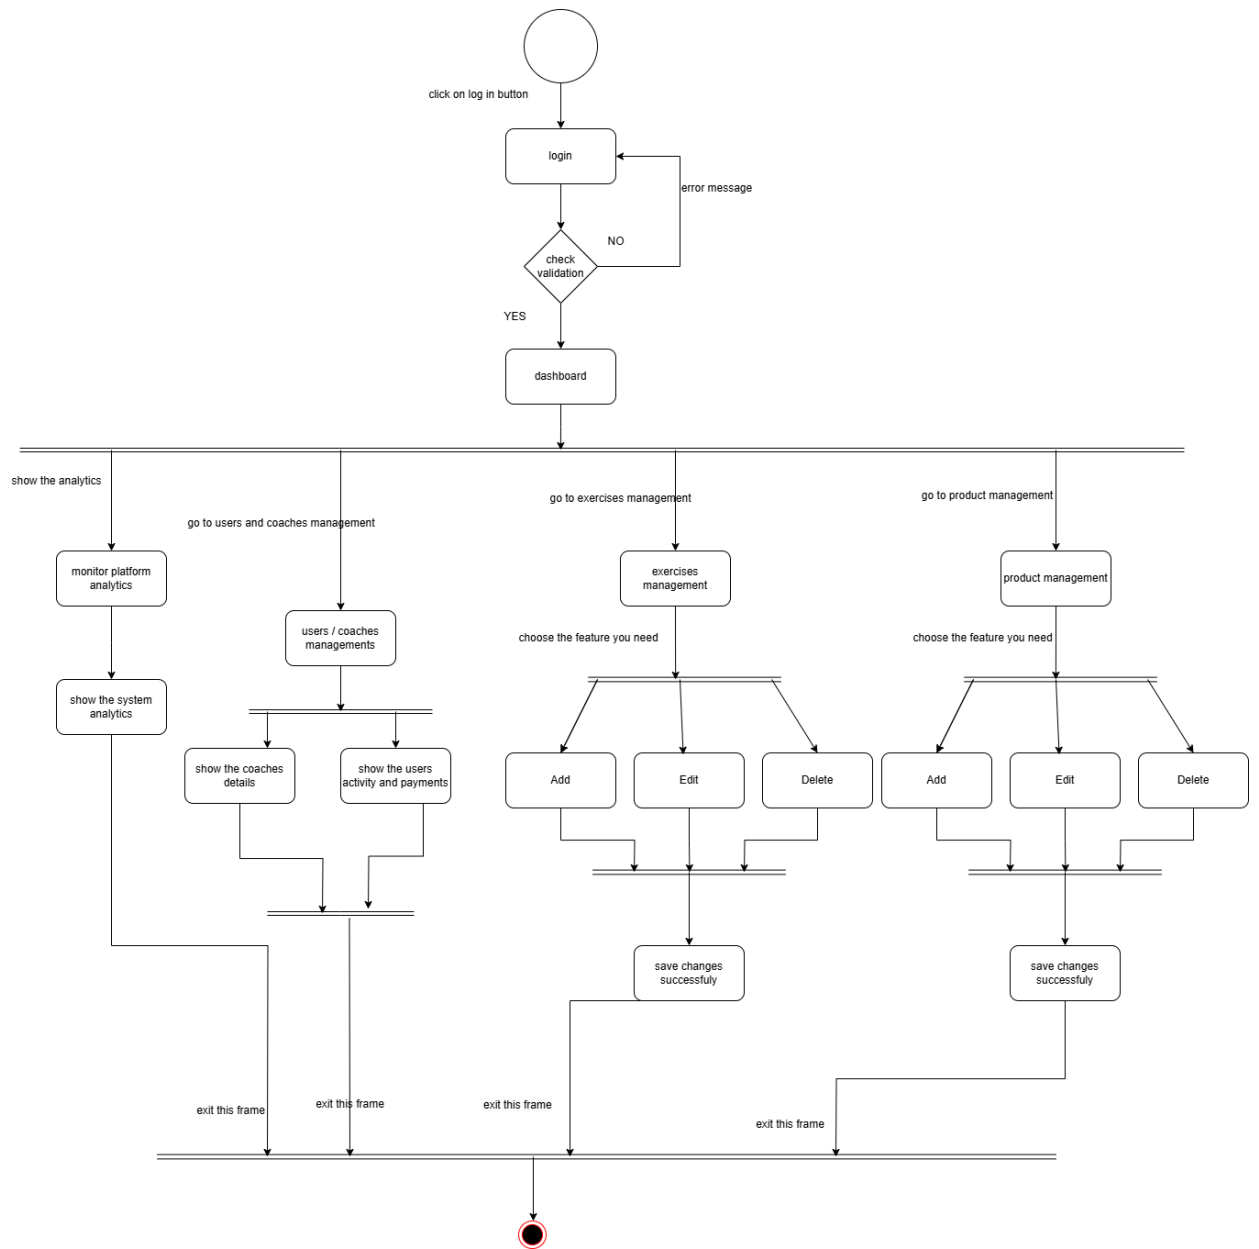 click on log in button
login
error message
NO
check
validation
YES
dashboard
show the analytics
go to users and coaches management
go to exercises management
go to product management
monitor platform
analytics
users / coaches
managements
exercises
management
product management
choose the feature you need
choose the feature you need
show the system
analytics
show the coaches
details
show the users
activity and payments
Add
Edit
Delete
Add
Edit
Delete
save changes
successfuly
save changes
successfuly
exit this frame
exit this frame
exit this frame
exit this frame